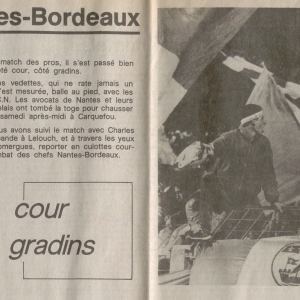 es-Bordeaux
match des pros, il s'est passé bien
côté cour, côté gradins.
vedettes, qui ne rate jamais un
est mesurée, balle au pied, avec les
C.N. Les avocats de Nantes et leurs
lais ont tombé la toge pour chausser
samedi après-midi à Carquefou.
us avons suivi le match avec Charles
ande à Lelouch, et à travers les yeux
omergues, reporter en culottes cour-
bat des chefs Nantes-Bordeaux.
cour
gradins